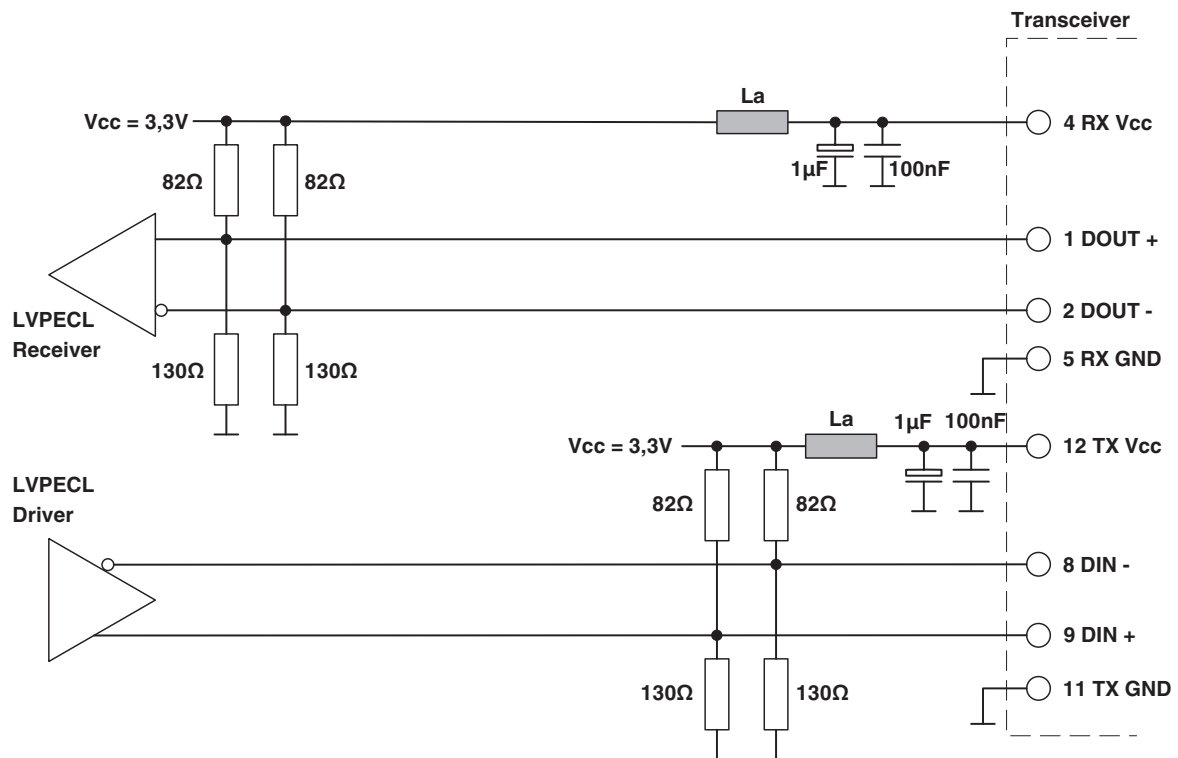 Transceiver
La
Vcc = 3,3V
4 RX Vcc
82Ω
82Ω
1µF
100nF
1 DOUT +
2 DOUT -
LVPECL
Receiver
5 RX GND
130Ω
130Ω
La
1µF
100nF
Vcc = 3,3V
12 TX Vcc
LVPECL
Driver
82Ω
82Ω
8 DIN -
9 DIN +
130Ω
130Ω
11 TX GND